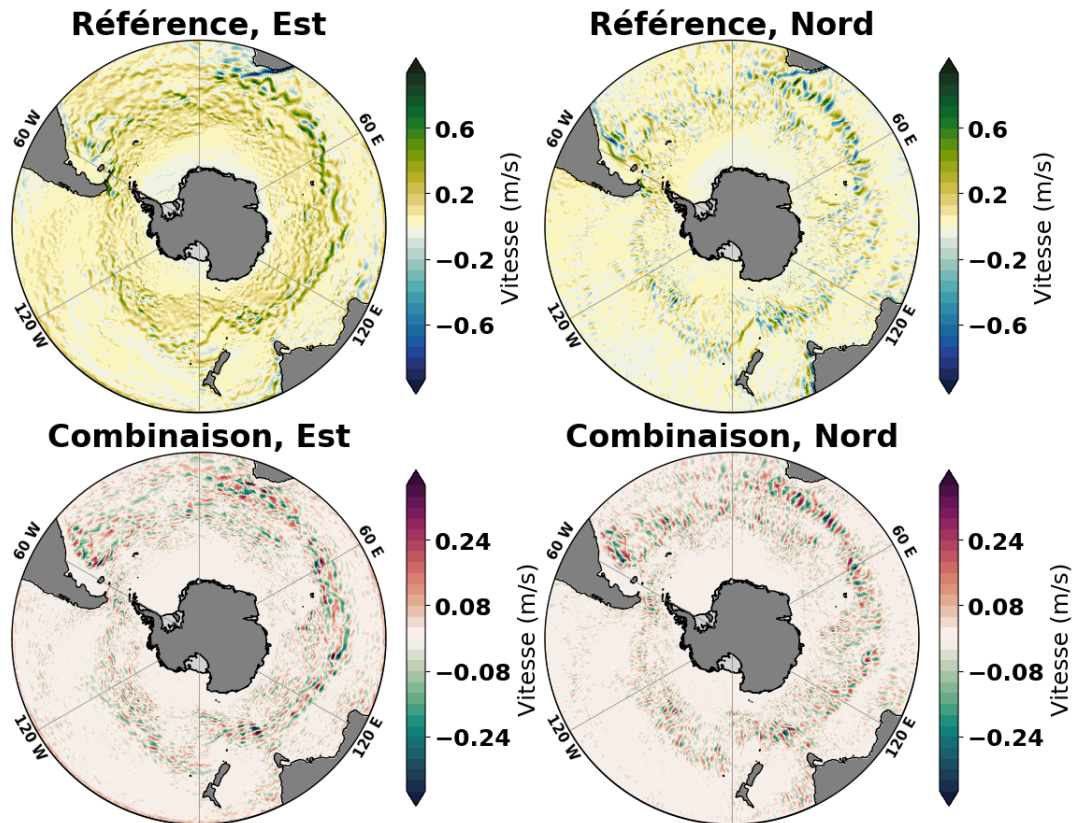 Référence, Est
60 W
60 E
120 W
120 E
0.6
0.2
−0.2
−0.6
Vitesse (m/s)
Référence, Nord
60 W
60 E
120 W
120 E
0.6
0.2
−0.2
−0.6
Vitesse (m/s)
Combinaison, Est
60 W
60 E
120 W
120 E
0.24
0.08
−0.08
−0.24
Vitesse (m/s)
Combinaison, Nord
60 W
60 E
120 W
120 E
0.24
0.08
−0.08
−0.24
Vitesse (m/s)